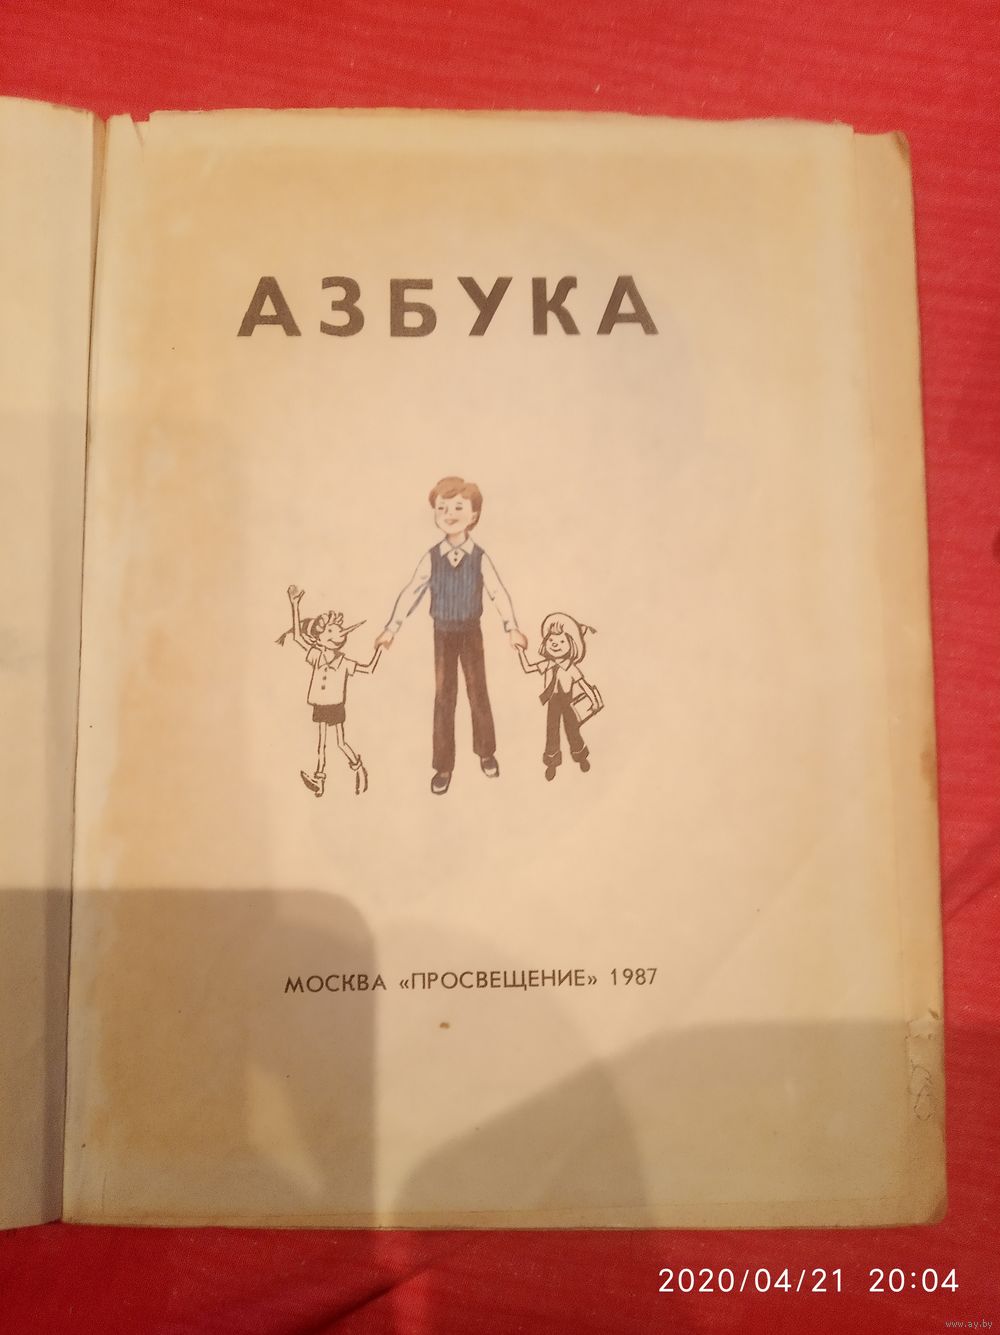 АЗБУКА
МОСКВА «ПРОСВЕЩЕНИЕ» 1987
2020/04/21 20:04
www.ay.by